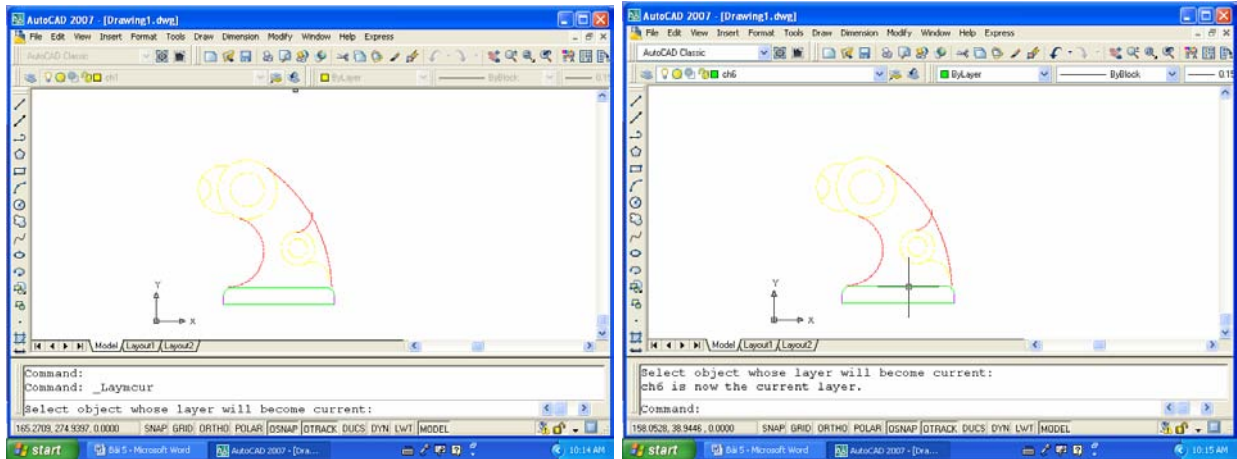 AutoCAD 2007 - [Drawing1.dwg]
File Edit View Insert Format Tools Draw Dimension Modify Window Help Express
AutoCAD Classic
ch1 ByLayer ByBlock 0.15
Y
X
Model Layout1 Layout2
Command:
Command: _Laymcur
Select object whose layer will become current:
165.2709, 274.9397, 0.0000 SNAP GRID ORTHO POLAR OSNAP OTRACK DUCS DYN LWT MODEL
start Bài 5 - Microsoft Word AutoCAD 2007 - [Dra... 10:14 AM
AutoCAD 2007 - [Drawing1.dwg]
File Edit View Insert Format Tools Draw Dimension Modify Window Help Express
AutoCAD Classic
ch6 ByLayer ByBlock 0.15
Y
X
Model Layout1 Layout2
Select object whose layer will become current:
ch6 is now the current layer.
Command:
158.0528, 38.9446, 0.0000 SNAP GRID ORTHO POLAR OSNAP OTRACK DUCS DYN LWT MODEL
start Bài 5 - Microsoft Word AutoCAD 2007 - [Dra... 10:15 AM